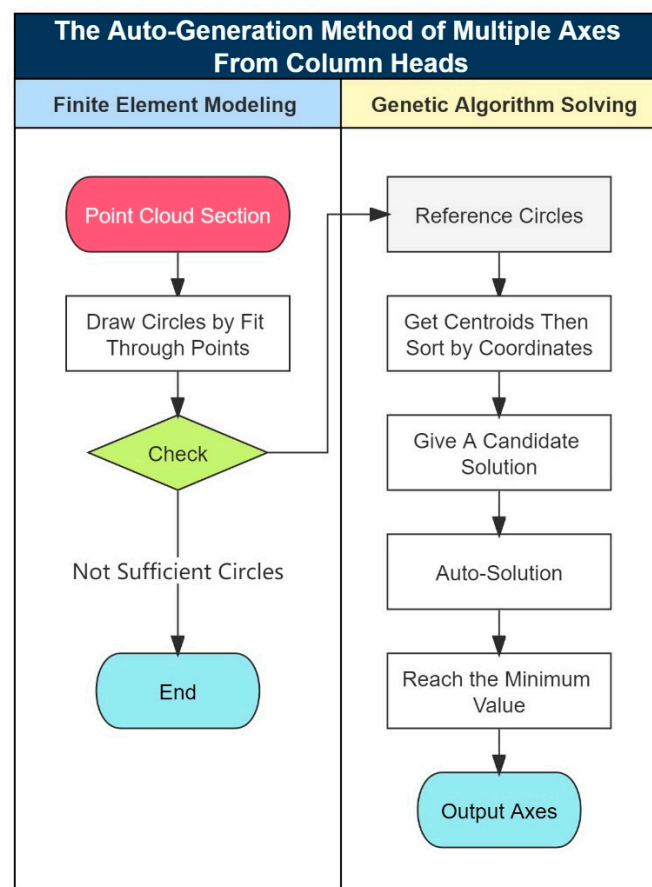 The Auto-Generation Method of Multiple Axes
From Column Heads
Finite Element Modeling
Genetic Algorithm Solving
Point Cloud Section
Draw Circles by Fit
Through Points
Check
Not Sufficient Circles
End
Reference Circles
Get Centroids Then
Sort by Coordinates
Give A Candidate
Solution
Auto-Solution
Reach the Minimum
Value
Output Axes